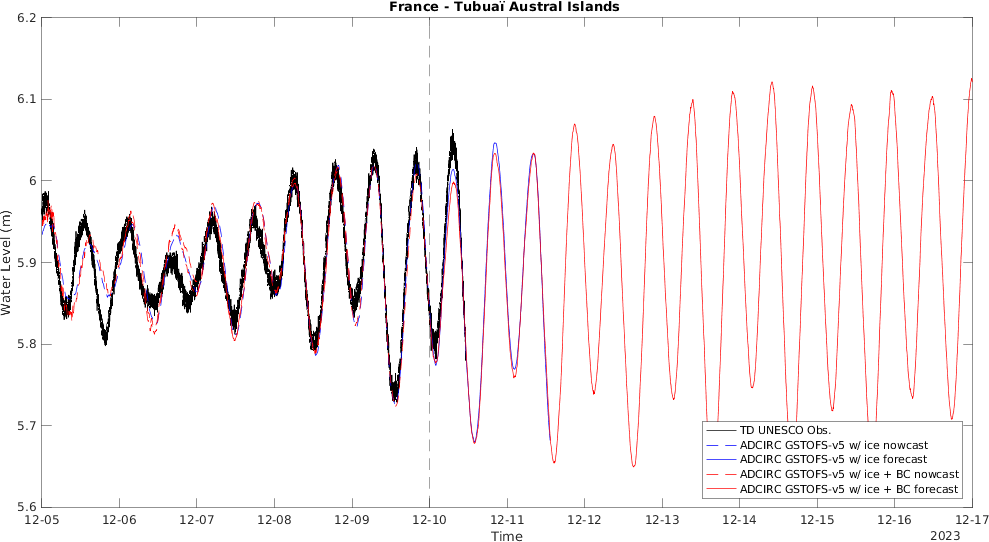 France - Tubuaï Austral Islands
6.2
6.1
6
5.9
5.8
5.7
5.6
Water Level (m)
TD UNESCO Obs.
ADCIRC GSTOFS-v5 w/ ice nowcast
ADCIRC GSTOFS-v5 w/ ice forecast
ADCIRC GSTOFS-v5 w/ ice + BC nowcast
ADCIRC GSTOFS-v5 w/ ice + BC forecast
12-05 12-06 12-07 12-08 12-09 12-10 12-11 12-12 12-13 12-14 12-15 12-16 12-17
Time
2023